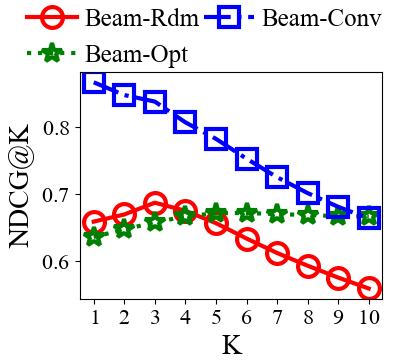 Beam-Rdm Beam-Conv
Beam-Opt
NDCG@K
0.8
0.7
0.6
1 2 3 4 5 6 7 8 9 10
K